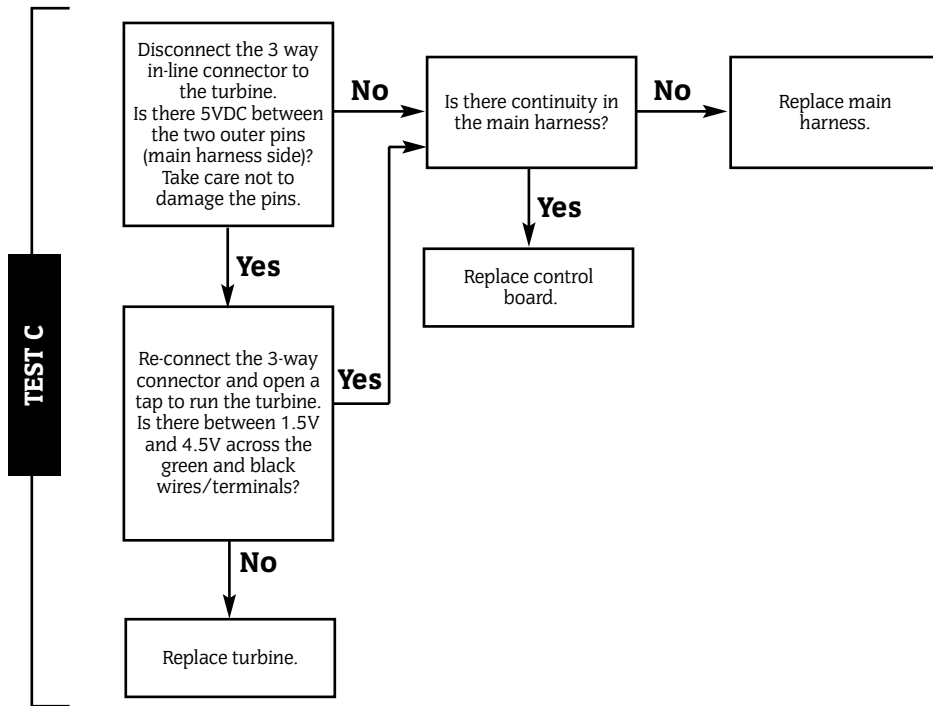 TEST C
Disconnect the 3 way
in-line connector to
the turbine.
Is there 5VDC between
the two outer pins
(main harness side)?
Take care not to
damage the pins.
No
Is there continuity in
the main harness?
No
Replace main
harness.
Yes
Replace control
board.
Yes
Re-connect the 3-way
connector and open a
tap to run the turbine.
Is there between 1.5V
and 4.5V across the
green and black
wires/terminals?
Yes
No
Replace turbine.